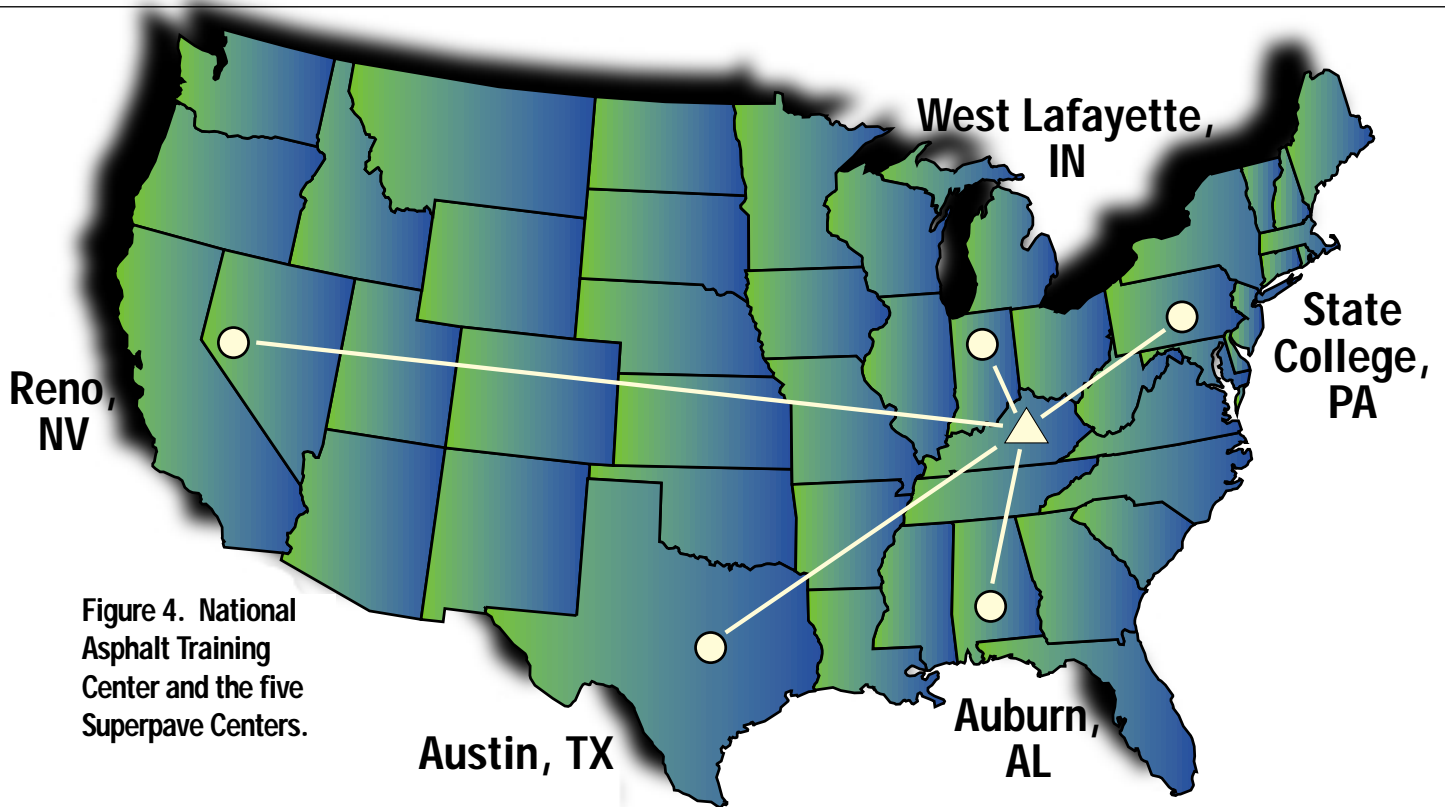 West Lafayette,
IN
State
College,
PA
Reno,
NV
Figure 4. National
Asphalt Training
Center and the five
Superpave Centers.
Austin, TX
Auburn,
AL